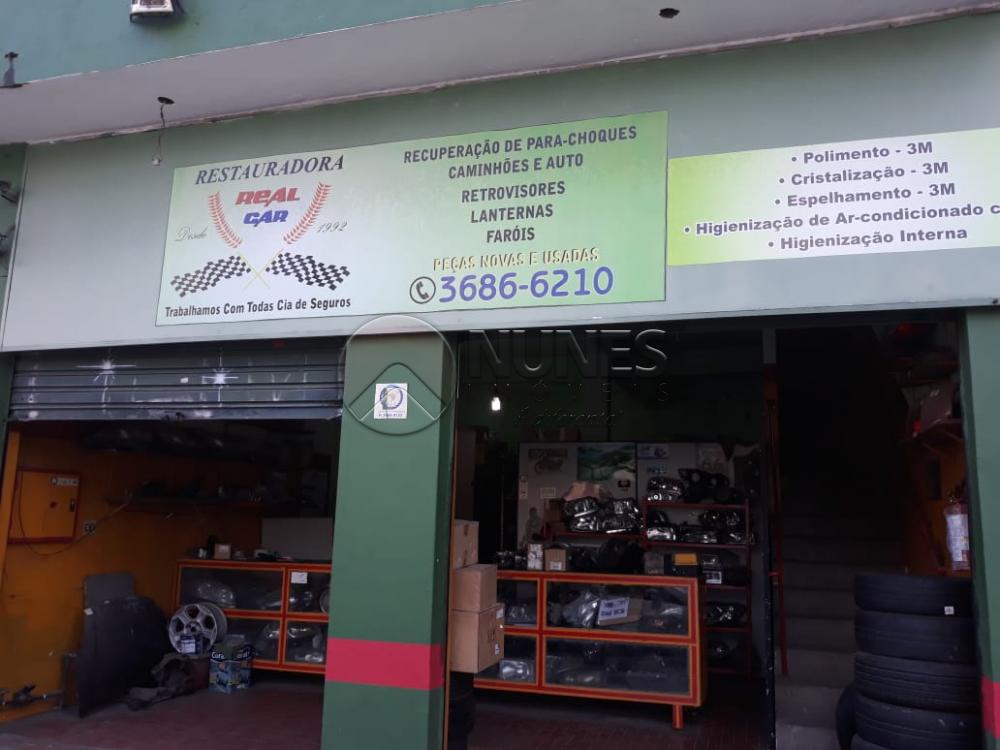 RESTAURADORA
REAL
CAR
Desde 1992
Trabalhamos Com Todas Cia de Seguros
RECUPERAÇÃO DE PARA-CHOQUES
CAMINHÕES E AUTO
RETROVISORES
LANTERNAS
FARÓIS
PEÇAS NOVAS E USADAS
3686-6210
• Polimento - 3M
• Cristalização - 3M
• Espelhamento - 3M
• Higienização de Ar-condicionado c
• Higienização Interna
NUNES
IMÓVEIS